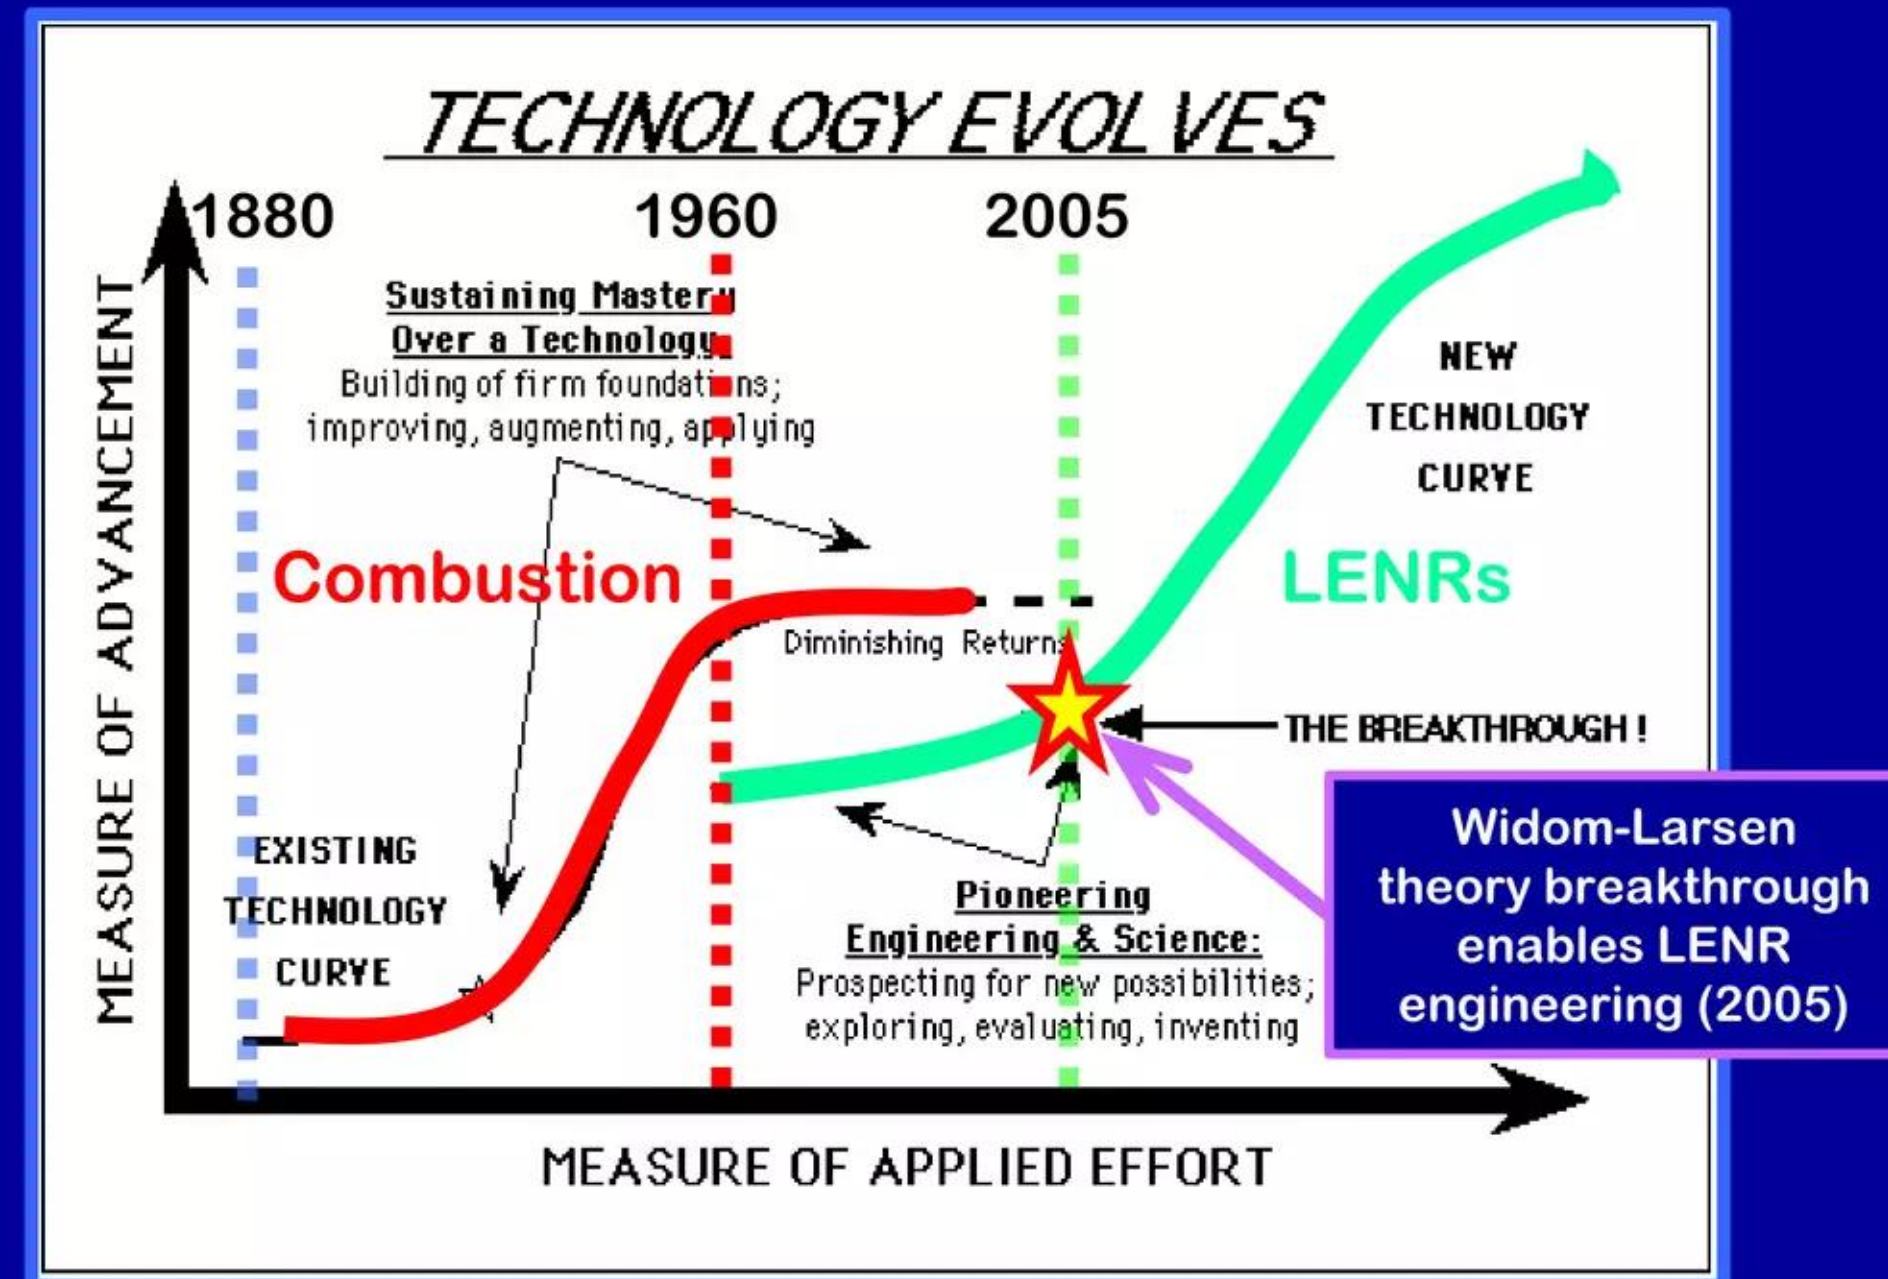 TECHNOLOGY EVOLVES
1880
1960
2005
Sustaining Mastery
Over a Technology
Building of firm foundations;
improving, augmenting, applying
MEASURE OF ADVANCEMENT
NEW
TECHNOLOGY
CURVE
Combustion
LENRs
Diminishing Returns
THE BREAKTHROUGH !
EXISTING
TECHNOLOGY
CURVE
Pioneering
Engineering & Science:
Prospecting for new possibilities;
exploring, evaluating, inventing
Widom-Larsen
theory breakthrough
enables LENR
engineering (2005)
MEASURE OF APPLIED EFFORT